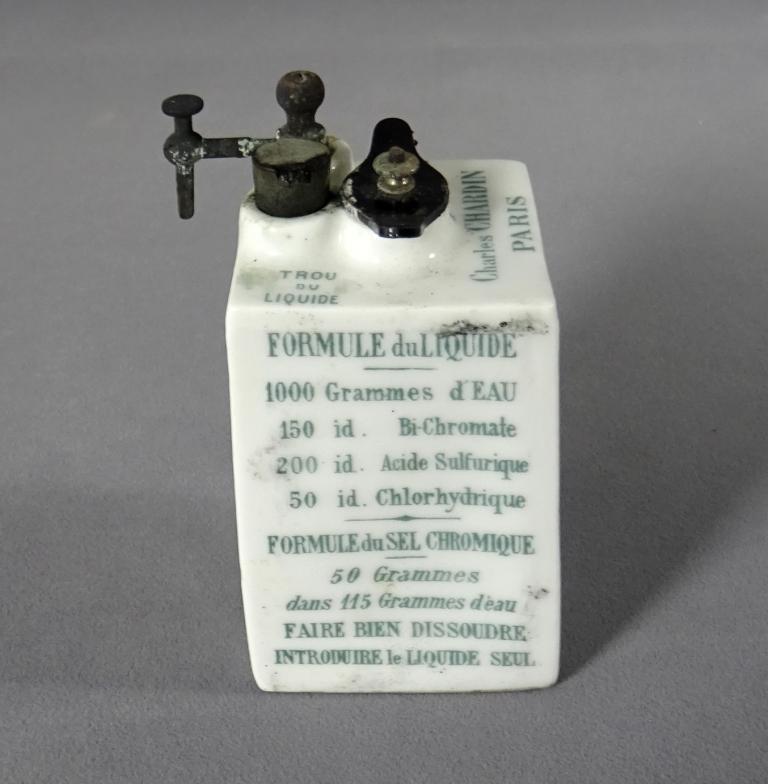 Charles CHARDIN
PARIS
TROU
DU
LIQUIDE
FORMULE du LIQUIDE
1000 Grammes d'EAU
150 id. Bi-Chromate
200 id. Acide Sulfurique
50 id. Chlorhydrique
FORMULE du SEL CHROMIQUE
50 Grammes
dans 115 Grammes d'eau
FAIRE BIEN DISSOUDRE
INTRODUIRE le LIQUIDE SEUL